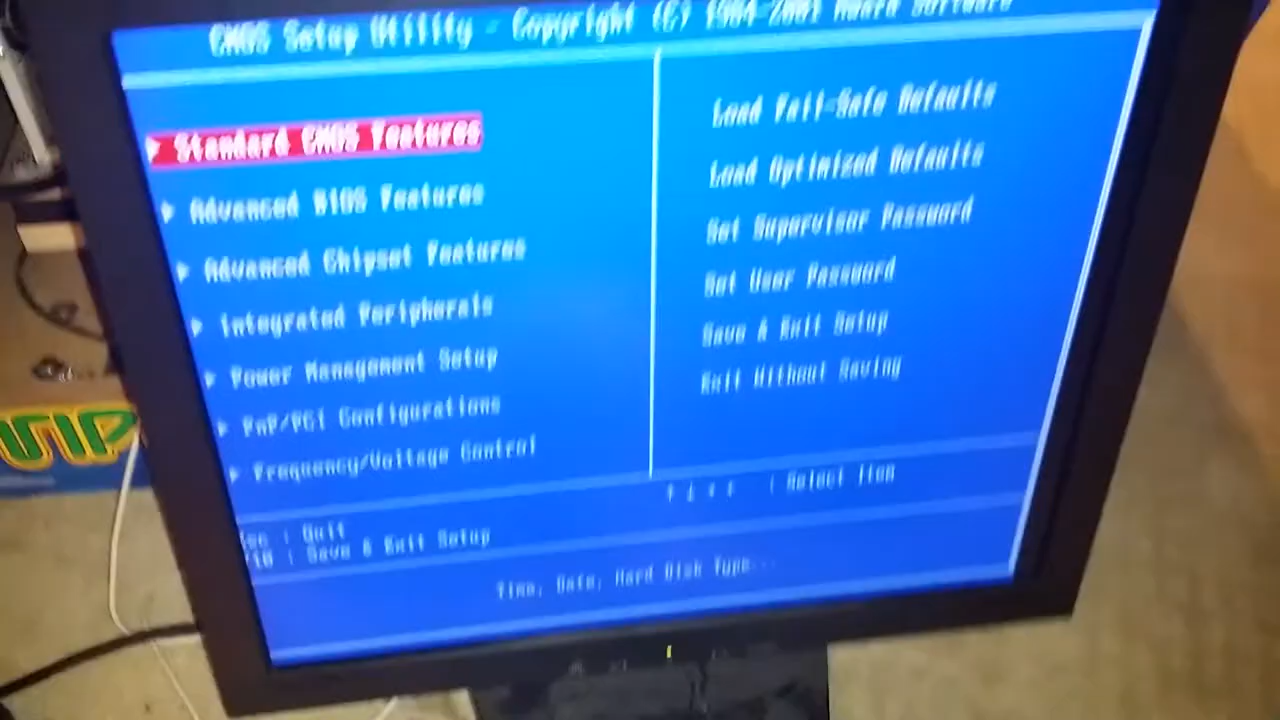 CMOS Setup Utility - Copyright (C) 1984-2001 Award Software
Standard CMOS Features
Advanced BIOS Features
Advanced Chipset Features
Integrated Peripherals
Power Management Setup
PnP/PCI Configurations
Frequency/Voltage Control
Load Fail-Safe Defaults
Load Optimized Defaults
Set Supervisor Password
Set User Password
Save & Exit Setup
Exit Without Saving
Esc : Quit
F10 : Save & Exit Setup
: Select Item
Time, Date, Hard Disk Type...